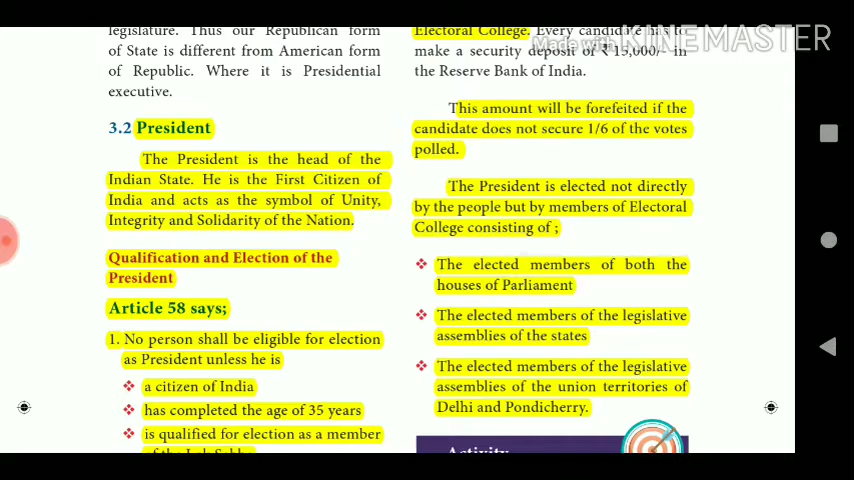 legislature. Thus our Republican form
of State is different from American form
of Republic. Where it is Presidential
executive.
3.2 President
The President is the head of the
Indian State. He is the First Citizen of
India and acts as the symbol of Unity,
Integrity and Solidarity of the Nation.
Qualification and Election of the
President
Article 58 says;
1. No person shall be eligible for election
as President unless he is
❖ a citizen of India
❖ has completed the age of 35 years
❖ is qualified for election as a member
of the Lok Sabha
Electoral College. Every candidate has to
make a security deposit of ₹ 15,000/- in
the Reserve Bank of India.
This amount will be forefeited if the
candidate does not secure 1/6 of the votes
polled.
The President is elected not directly
by the people but by members of Electoral
College consisting of ;
❖ The elected members of both the
houses of Parliament
❖ The elected members of the legislative
assemblies of the states
❖ The elected members of the legislative
assemblies of the union territories of
Delhi and Pondicherry.
Activity
Made with KINEMASTER